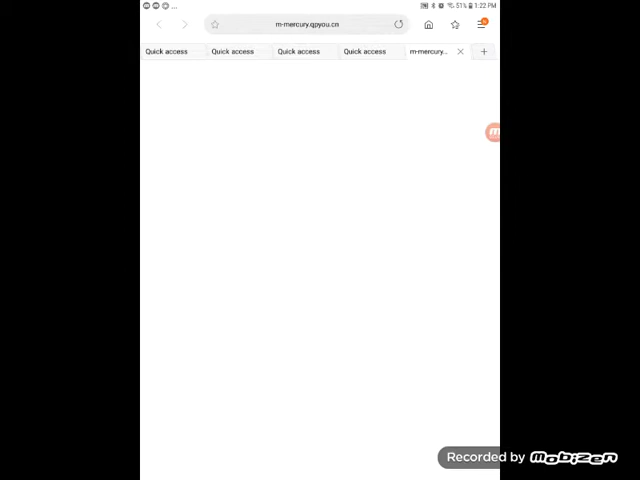 ... 51% 1:22 PM
m-mercury.qpyou.cn
Quick access Quick access Quick access Quick access m-mercury...
Recorded by Mobizen